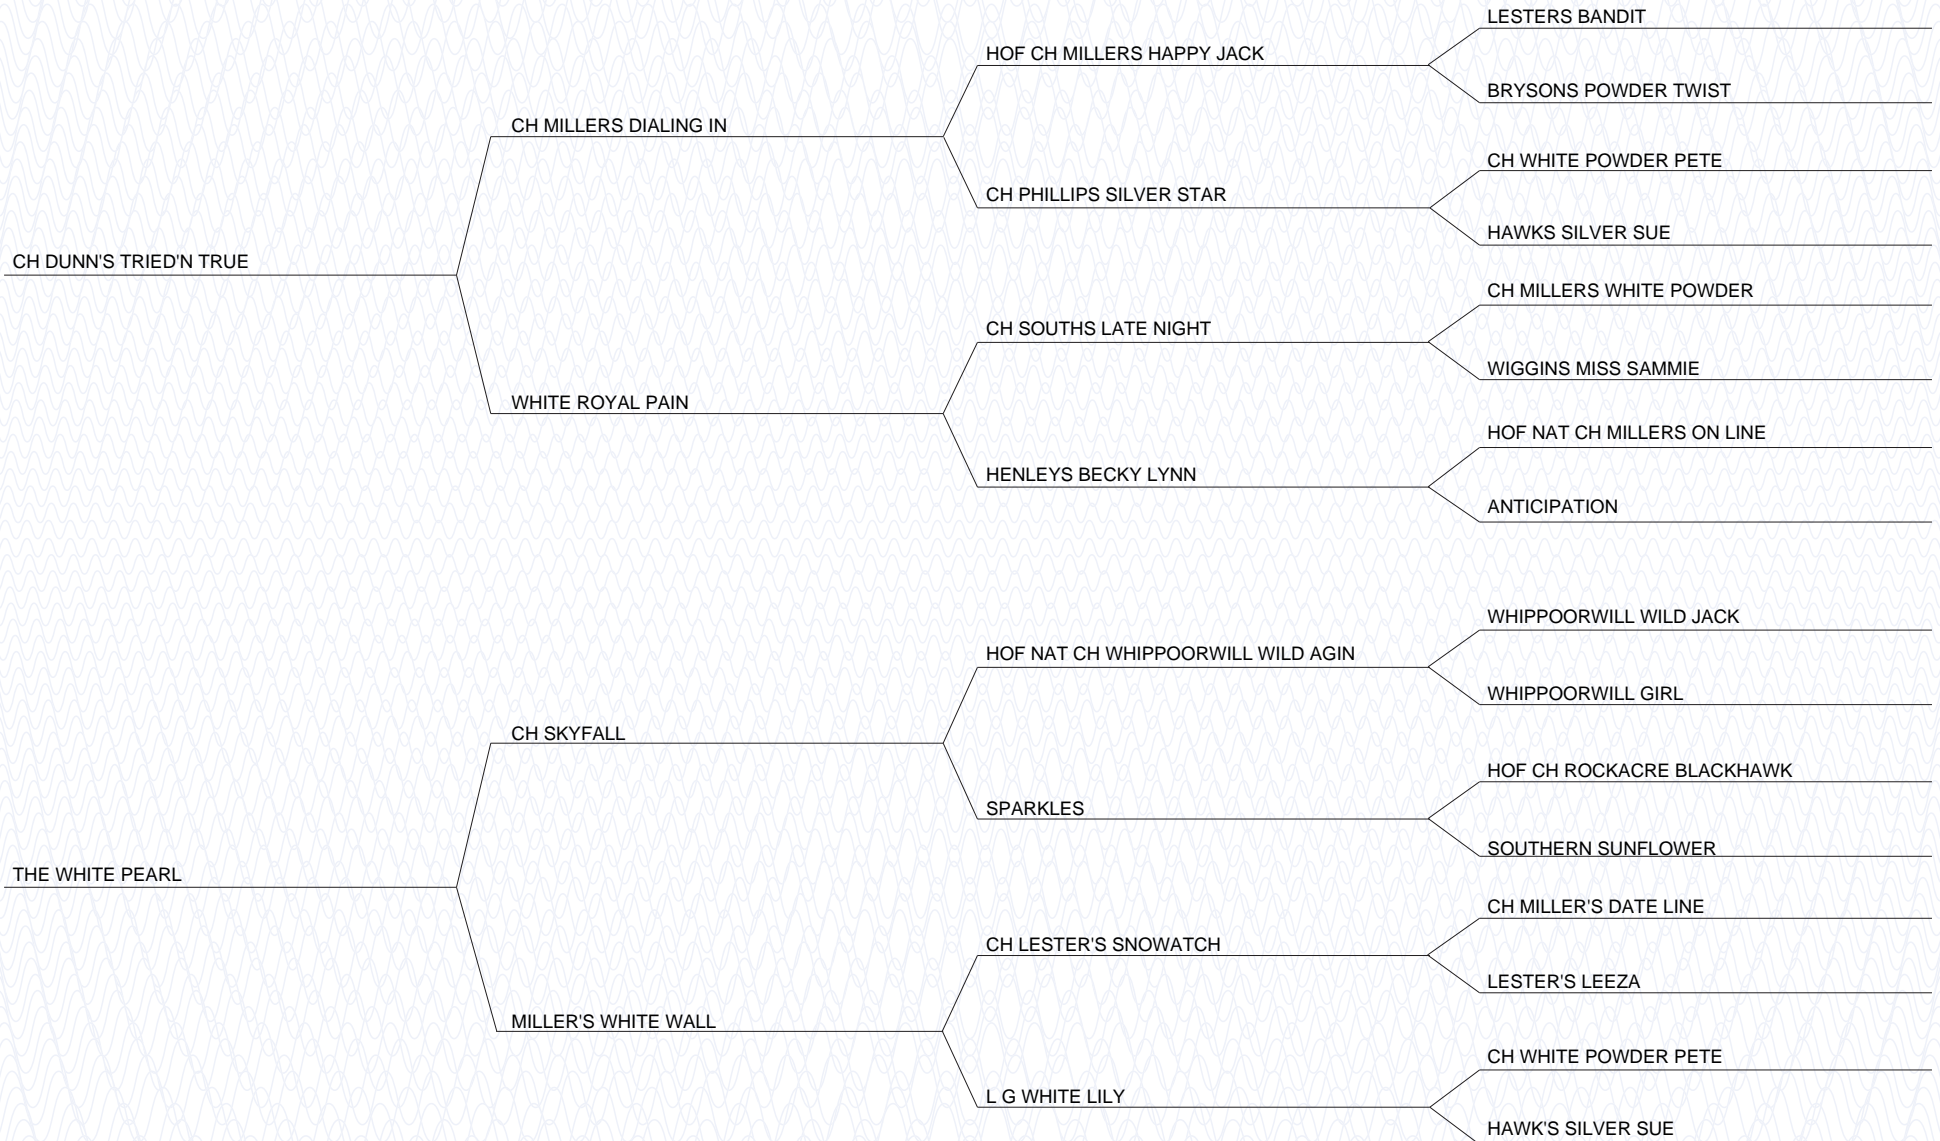 LESTERS BANDIT
HOF CH MILLERS HAPPY JACK
BRYSONS POWDER TWIST
CH MILLERS DIALING IN
CH WHITE POWDER PETE
CH PHILLIPS SILVER STAR
HAWKS SILVER SUE
CH DUNN'S TRIED'N TRUE
CH MILLERS WHITE POWDER
CH SOUTHS LATE NIGHT
WIGGINS MISS SAMMIE
WHITE ROYAL PAIN
HOF NAT CH MILLERS ON LINE
HENLEYS BECKY LYNN
ANTICIPATION
WHIPPOORWILL WILD JACK
HOF NAT CH WHIPPOORWILL WILD AGIN
WHIPPOORWILL GIRL
CH SKYFALL
HOF CH ROCKACRE BLACKHAWK
SPARKLES
SOUTHERN SUNFLOWER
THE WHITE PEARL
CH MILLER'S DATE LINE
CH LESTER'S SNOWATCH
LESTER'S LEEZA
MILLER'S WHITE WALL
CH WHITE POWDER PETE
L G WHITE LILY
HAWK'S SILVER SUE